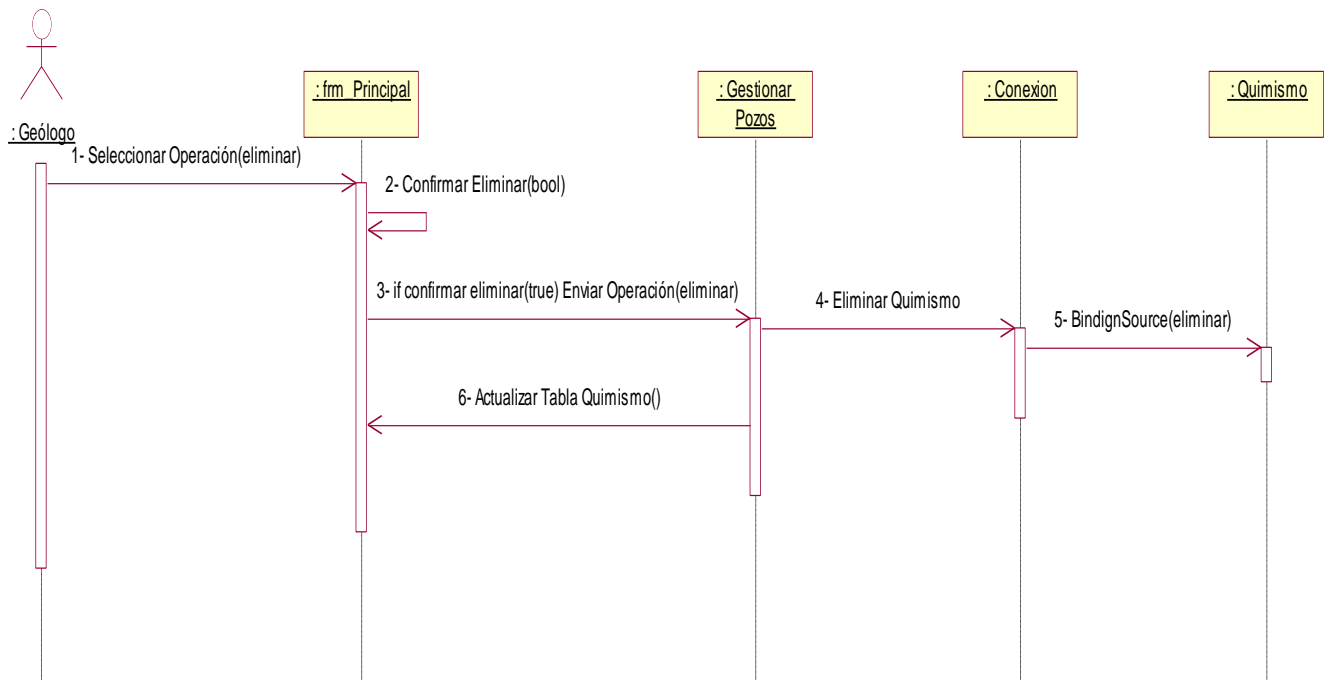 : frm_Principal
: Gestionar
Pozos
: Conexion
: Quimismo
: Geólogo
1- Seleccionar Operación(eliminar)
2- Confirmar Eliminar(bool)
3- if confirmar eliminar(true) Enviar Operación(eliminar)
4- Eliminar Quimismo
5- BindignSource(eliminar)
6- Actualizar Tabla Quimismo()